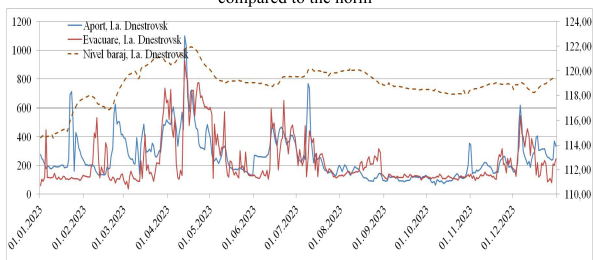 compared to the norm
1200 124,00
Aport, La. Dnestrovsk
1000 122,00
Evacuare, La. Dnestrovsk
Nivel baraj, La. Dnestrovsk
800 120,00
600 118,00
116,00
400 114,00
200 112,00
0 110,00
01.01.2023 01.02.2023 01.03.2023 01.04.2023 01.05.2023 01.06.2023 01.07.2023 01.08.2023 01.09.2023 01.10.2023 01.11.2023 01.12.2023